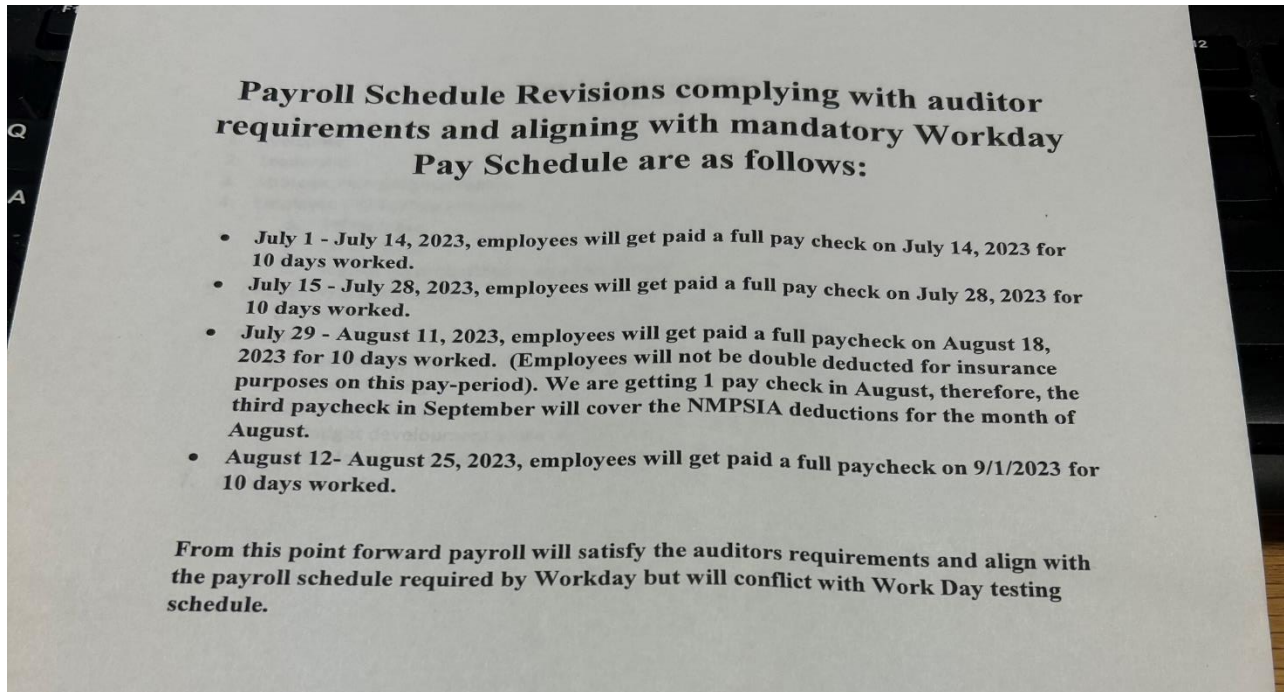 Payroll Schedule Revisions complying with auditor
requirements and aligning with mandatory Workday
Pay Schedule are as follows:
• July 1 - July 14, 2023, employees will get paid a full pay check on July 14, 2023 for
10 days worked.
• July 15 - July 28, 2023, employees will get paid a full pay check on July 28, 2023 for
10 days worked.
• July 29 - August 11, 2023, employees will get paid a full paycheck on August 18,
2023 for 10 days worked. (Employees will not be double deducted for insurance
purposes on this pay-period). We are getting 1 pay check in August, therefore, the
third paycheck in September will cover the NMPSIA deductions for the month of
August.
• August 12- August 25, 2023, employees will get paid a full paycheck on 9/1/2023 for
10 days worked.
From this point forward payroll will satisfy the auditors requirements and align with
the payroll schedule required by Workday but will conflict with Work Day testing
schedule.
Q
A